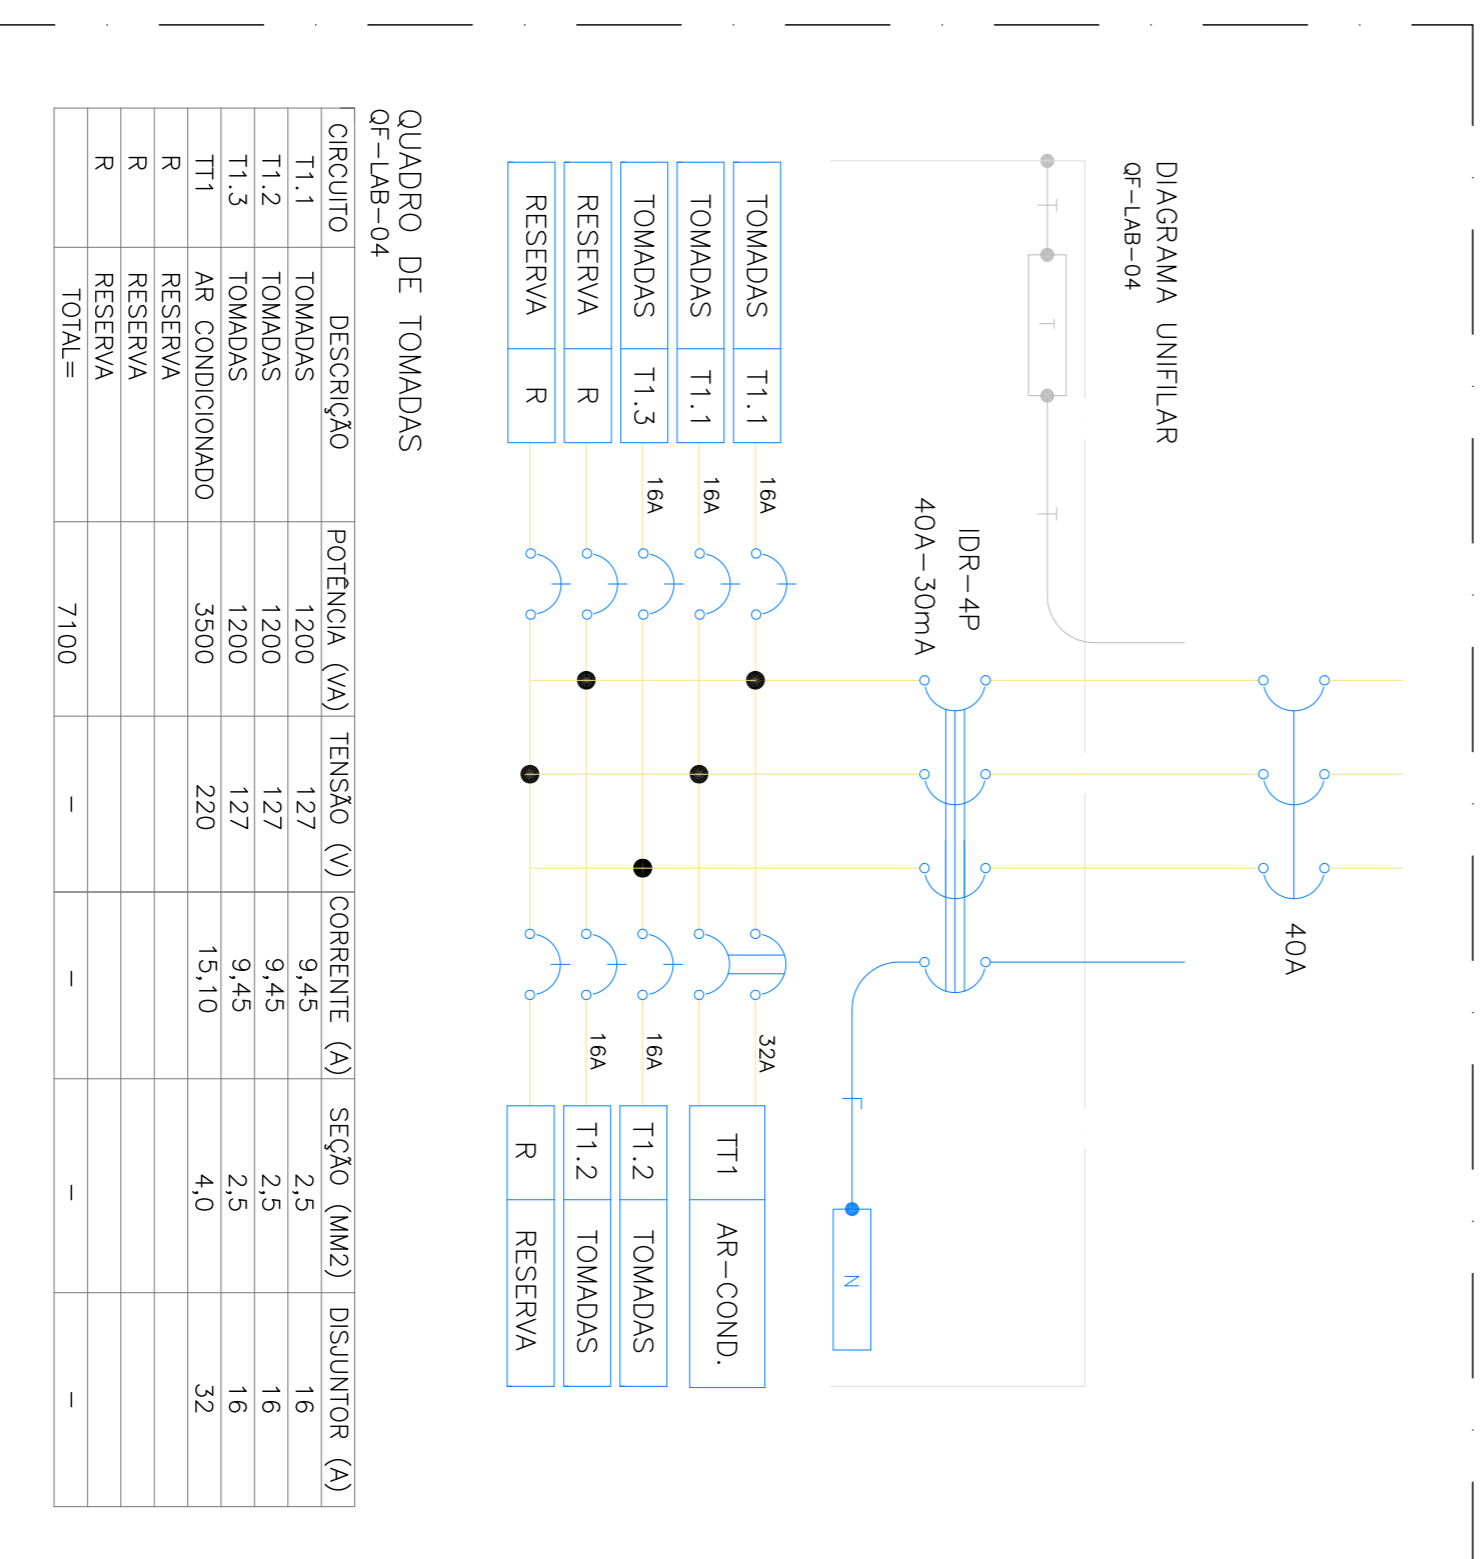 DIAGRAMA UNIFILAR
QF-LAB-04
T
40A
IDR-4P
40A-30mA
N
TOMADAS T1.1 16A
32A TT1 AR-COND.
TOMADAS T1.1 16A
TOMADAS T1.3 16A
16A T1.2 TOMADAS
RESERVA R
16A T1.2 TOMADAS
RESERVA R
R RESERVA
QUADRO DE TOMADAS
QF-LAB-04
CIRCUITO DESCRIÇÃO POTÊNCIA (VA) TENSÃO (V) CORRENTE (A) SEÇÃO (MM2) DISJUNTOR (A)
T1.1 TOMADAS 1200 127 9,45 2,5 16
T1.2 TOMADAS 1200 127 9,45 2,5 16
T1.3 TOMADAS 1200 127 9,45 2,5 16
TT1 AR CONDICIONADO 3500 220 15,10 4,0 32
R RESERVA
R RESERVA
R RESERVA
TOTAL= 7100 - - - -